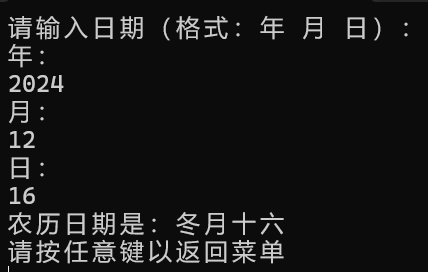 请输入日期（格式：年 月 日）：
年：
2024
月：
12
日：
16
农历日期是：冬月十六
请按任意键以返回菜单